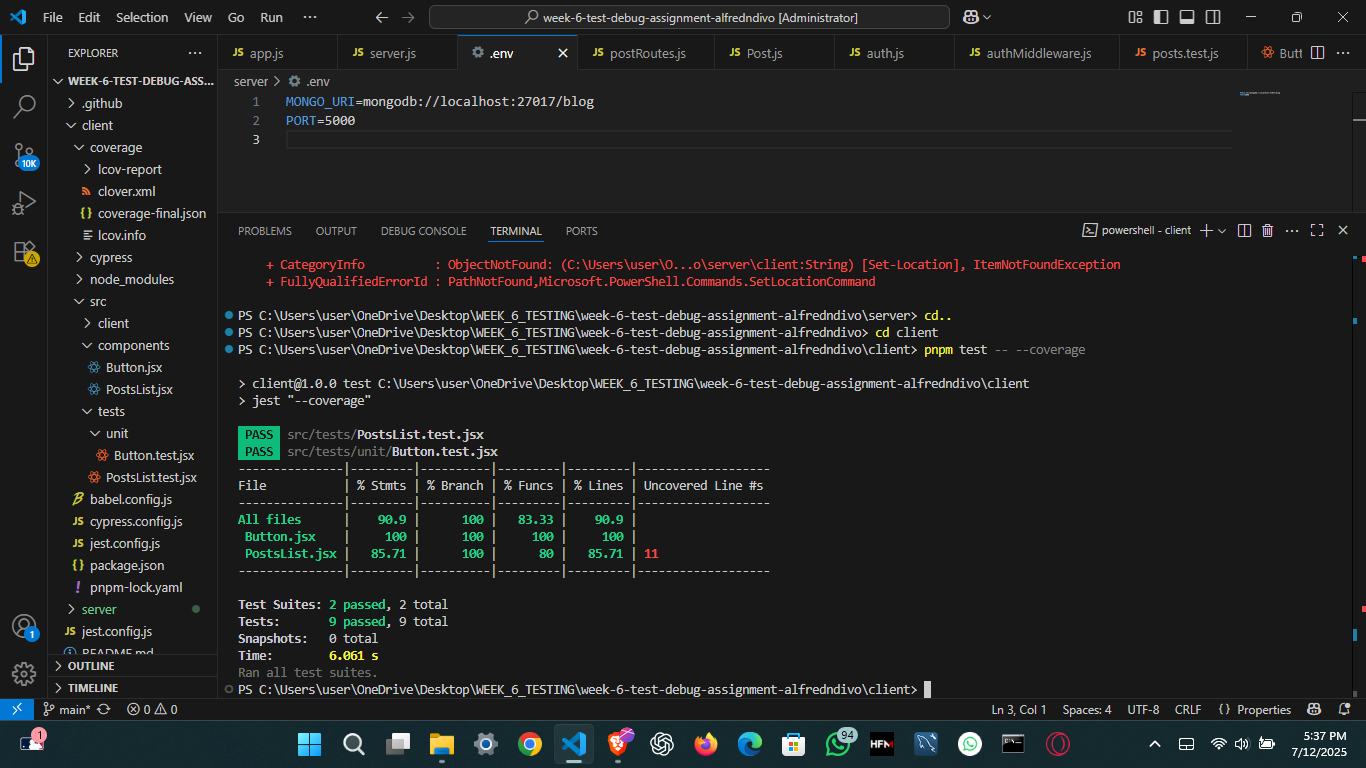 File Edit Selection View Go Run ··· week-6-test-debug-assignment-alfredndivo [Administrator]
EXPLORER ···
JS app.js JS server.js .env JS postRoutes.js JS Post.js JS auth.js JS authMiddleware.js JS posts.test.js Butt ···
server > .env
WEEK-6-TEST-DEBUG-ASS...
.github
client
coverage
lcov-report
clover.xml
{} coverage-final.json
lcov.info
cypress
node_modules
src
client
components
Button.jsx
PostsList.jsx
tests
unit
Button.test.jsx
PostsList.test.jsx
babel.config.js
JS cypress.config.js
JS jest.config.js
{} package.json
! pnpm-lock.yaml
server
JS jest.config.js
README.md
OUTLINE
TIMELINE
10K
1
1 MONGO_URI=mongodb://localhost:27017/blog
2 PORT=5000
3
PROBLEMS OUTPUT DEBUG CONSOLE TERMINAL PORTS powershell - client
+ CategoryInfo : ObjectNotFound: (C:\Users\user\O...o\server\client:String) [Set-Location], ItemNotFoundException
+ FullyQualifiedErrorId : PathNotFound,Microsoft.PowerShell.Commands.SetLocationCommand
PS C:\Users\user\OneDrive\Desktop\WEEK_6_TESTING\week-6-test-debug-assignment-alfredndivo\server> cd..
PS C:\Users\user\OneDrive\Desktop\WEEK_6_TESTING\week-6-test-debug-assignment-alfredndivo> cd client
PS C:\Users\user\OneDrive\Desktop\WEEK_6_TESTING\week-6-test-debug-assignment-alfredndivo\client> pnpm test -- --coverage
> client@1.0.0 test C:\Users\user\OneDrive\Desktop\WEEK_6_TESTING\week-6-test-debug-assignment-alfredndivo\client
> jest "--coverage"
PASS src/tests/PostsList.test.jsx
PASS src/tests/unit/Button.test.jsx
---------------|---------|----------|---------|---------|-------------------
File | % Stmts | % Branch | % Funcs | % Lines | Uncovered Line #s
---------------|---------|----------|---------|---------|-------------------
All files | 90.9 | 100 | 83.33 | 90.9 |
Button.jsx | 100 | 100 | 100 | 100 |
PostsList.jsx | 85.71 | 100 | 80 | 85.71 | 11
---------------|---------|----------|---------|---------|-------------------
Test Suites: 2 passed, 2 total
Tests: 9 passed, 9 total
Snapshots: 0 total
Time: 6.061 s
Ran all test suites.
PS C:\Users\user\OneDrive\Desktop\WEEK_6_TESTING\week-6-test-debug-assignment-alfredndivo\client>
main* 0 0 Ln 3, Col 1 Spaces: 4 UTF-8 CRLF {} Properties
1 94 HFM 5:37 PM
7/12/2025